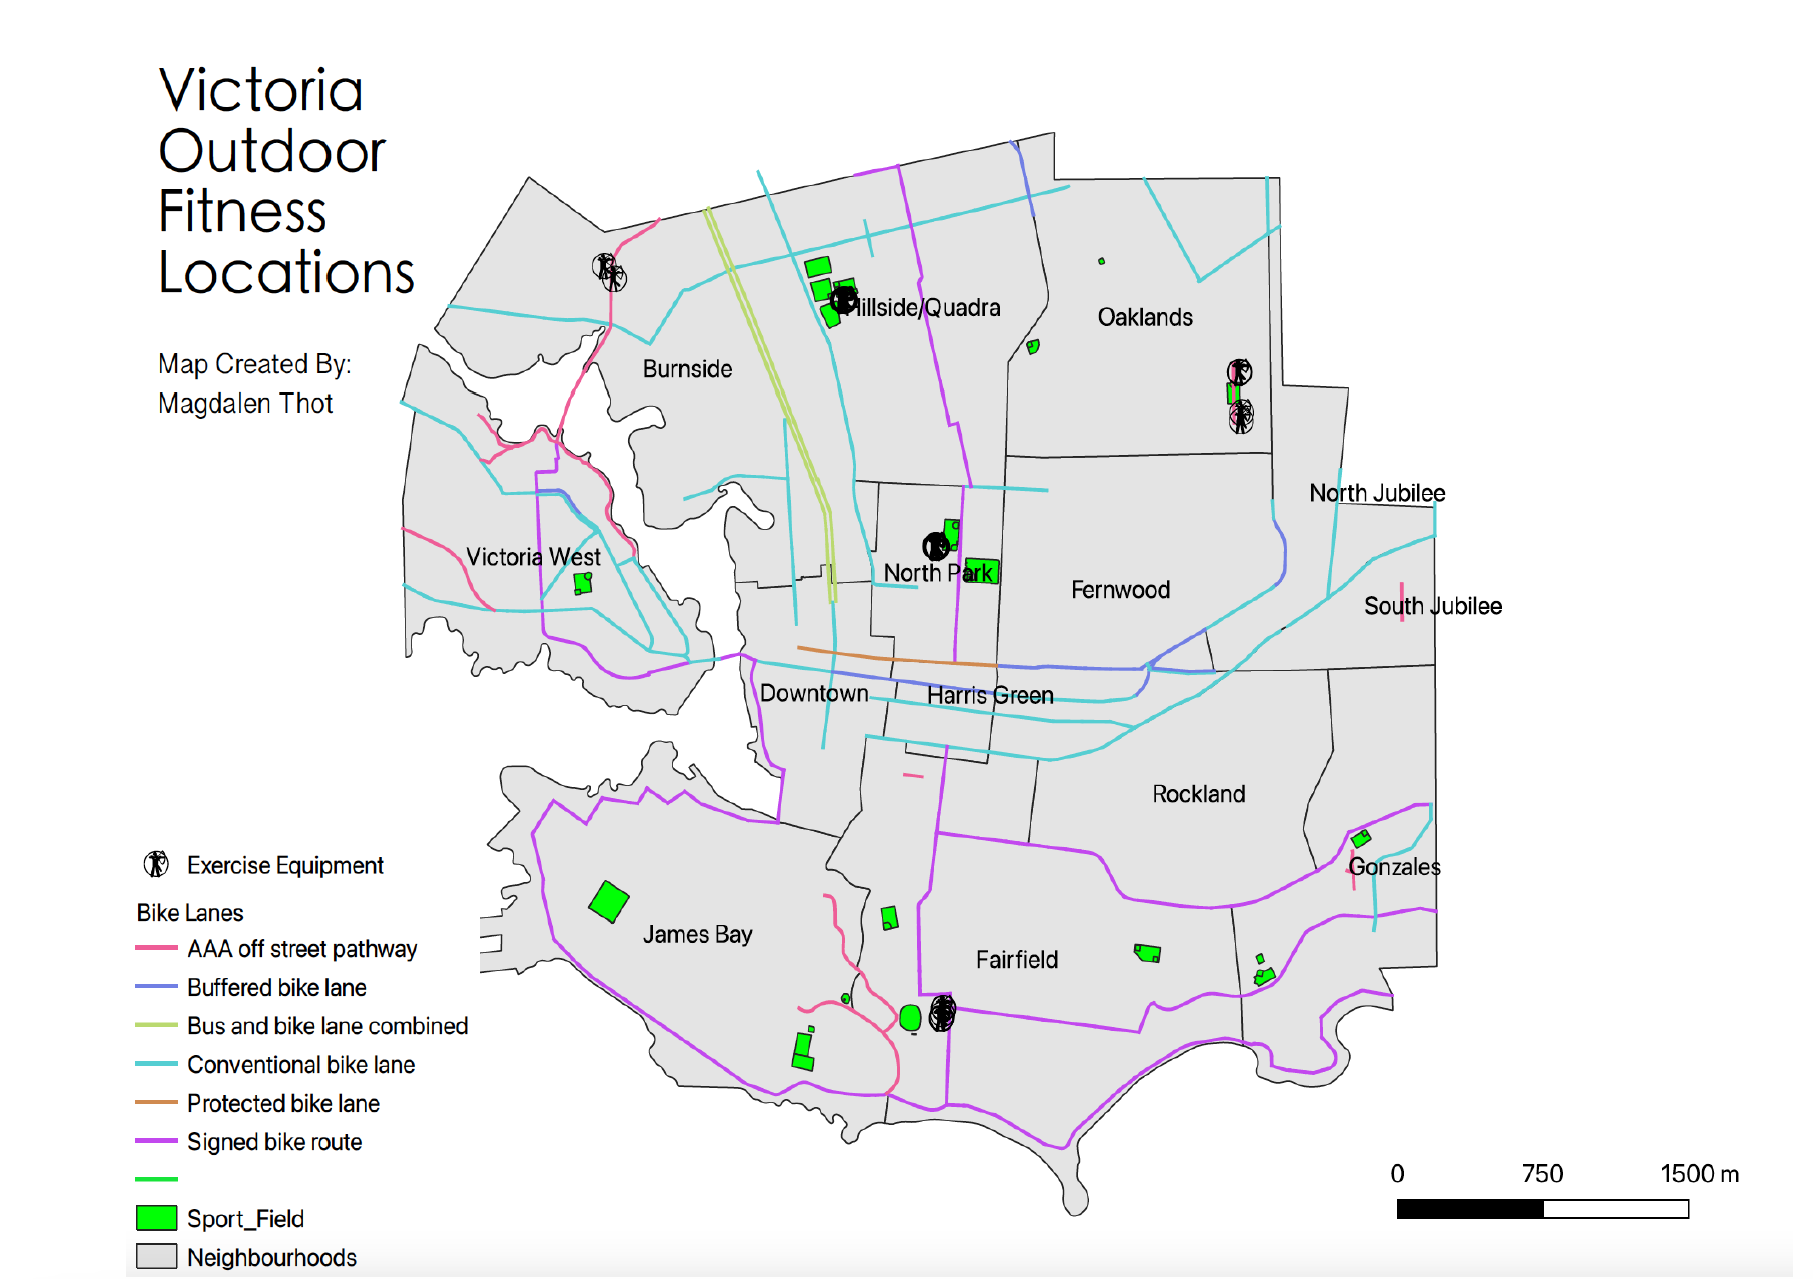 Victoria
Outdoor
Fitness
Locations
Map Created By:
Magdalen Thot
Hillside/Quadra
Oaklands
Burnside
North Jubilee
Victoria West
North Park
Fernwood
South Jubilee
Downtown
Harris Green
Rockland
Gonzales
James Bay
Fairfield
Exercise Equipment
Bike Lanes
AAA off street pathway
Buffered bike lane
Bus and bike lane combined
Conventional bike lane
Protected bike lane
Signed bike route
Sport_Field
Neighbourhoods
0 750 1500 m